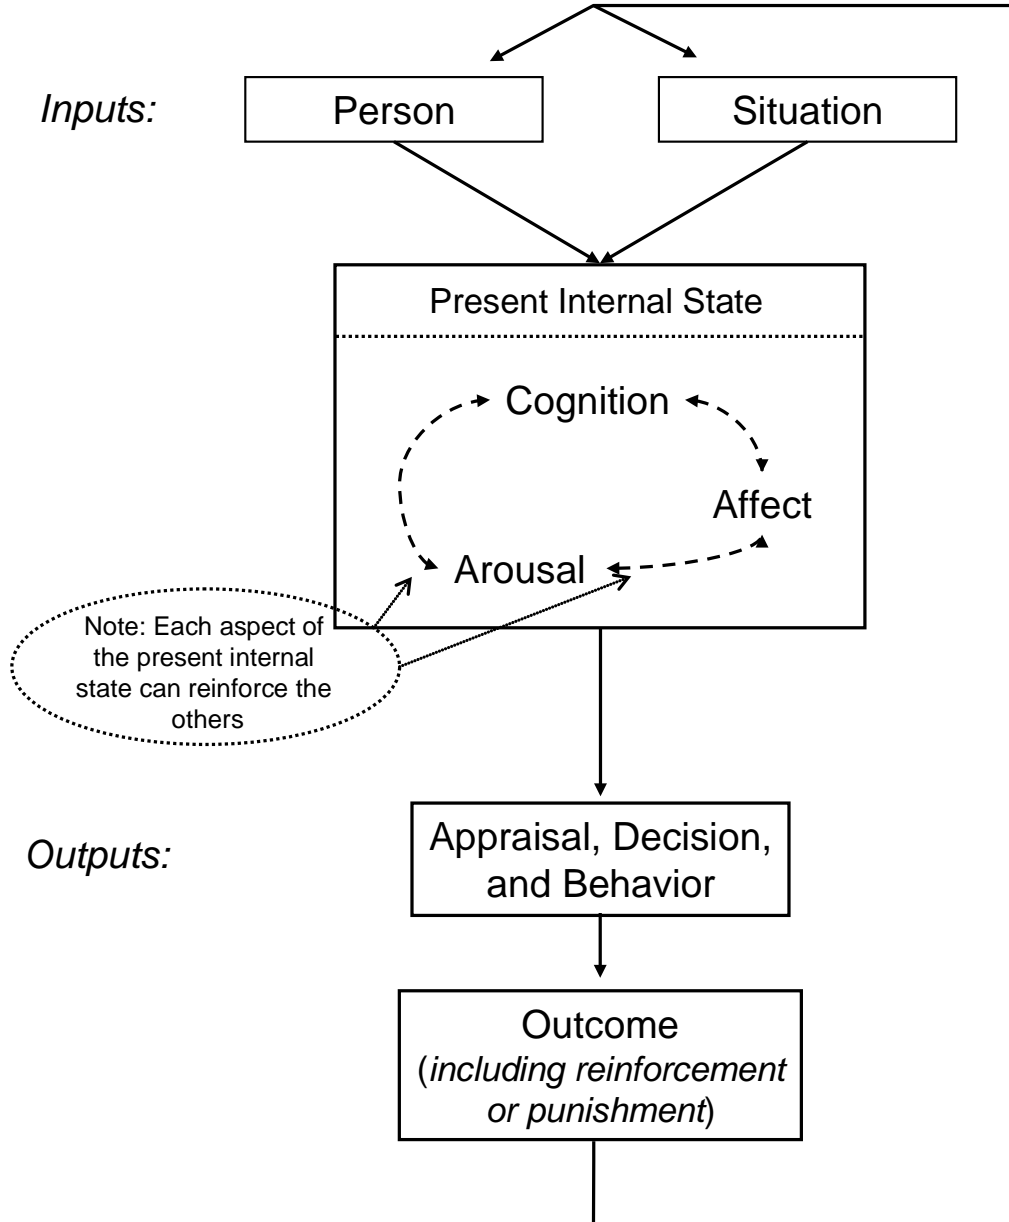 Inputs:
Person
Situation
Present Internal State
Cognition
Affect
Arousal
Note: Each aspect of
the present internal
state can reinforce the
others
Outputs:
Appraisal, Decision,
and Behavior
Outcome
(including reinforcement
or punishment)